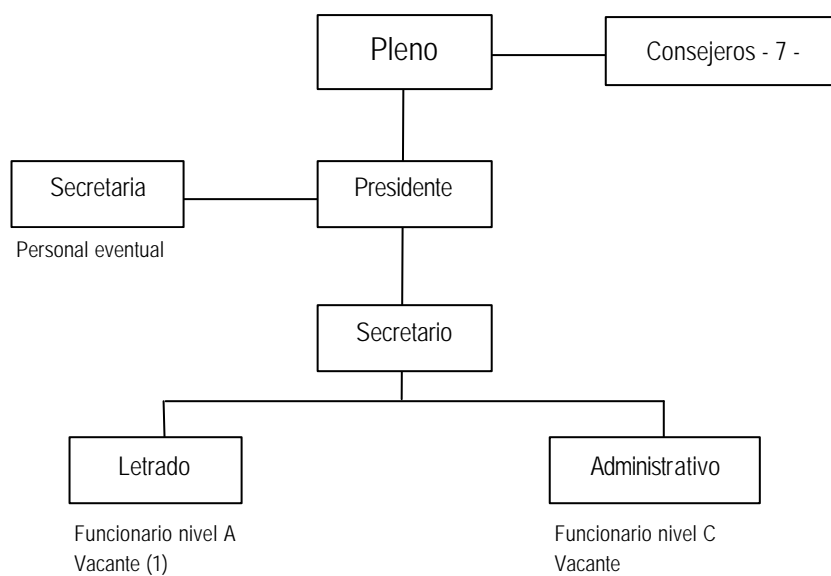 Pleno
Consejeros - 7 -
Secretaria
Presidente
Personal eventual
Secretario
Letrado
Administrativo
Funcionario nivel A
Vacante (1)
Funcionario nivel C
Vacante